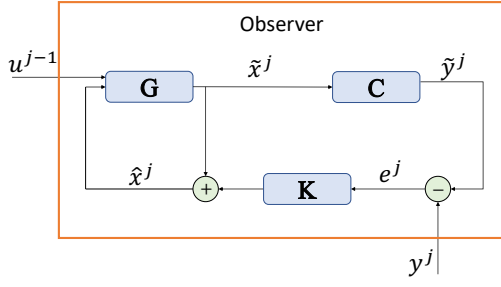 Observer
u^{j-1}
G
x̃^j
C
ỹ^j
x̂^j
+
K
e^j
−
y^j